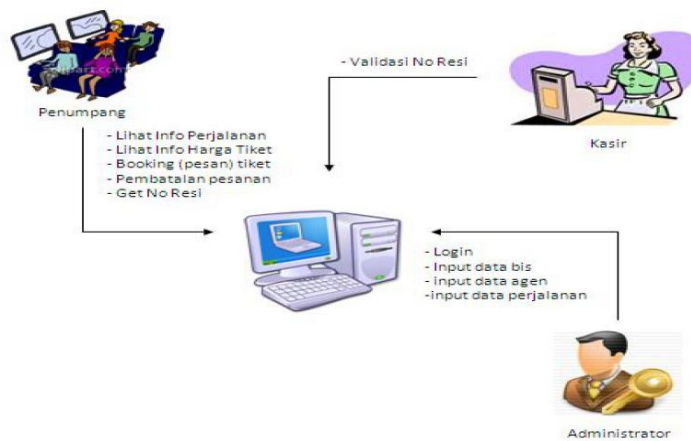 Penumpang
- Lihat Info Perjalanan
- Lihat Info Harga Tiket
- Booking (pesan) tiket
- Pembatalan pesanan
- Get No Resi
- Validasi No Resi
Kasir
- Login
- Input data bis
- input data agen
-input data perjalanan
Administrator